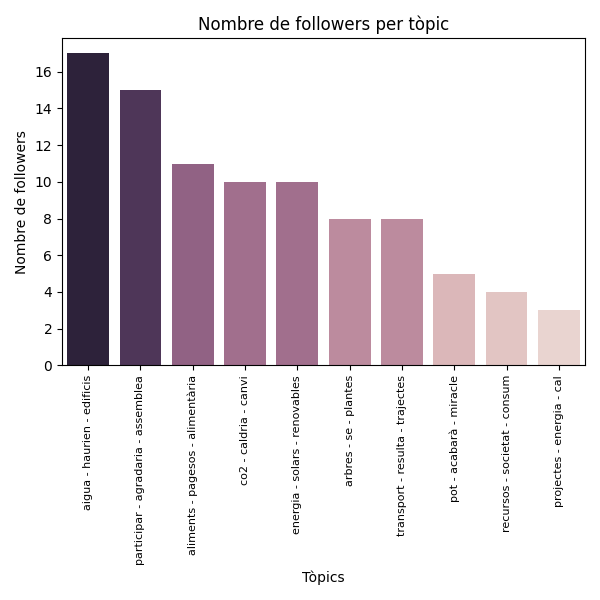 Nombre de followers per tòpic
Nombre de followers
16
14
12
10
8
6
4
2
0
aigua - haurien - edificis
participar - agradaria - assemblea
aliments - pagesos - alimentària
co2 - caldria - canvi
energia - solars - renovables
arbres - se - plantes
transport - resulta - trajectes
pot - acabarà - miracle
recursos - societat - consum
projectes - energia - cal
Tòpics